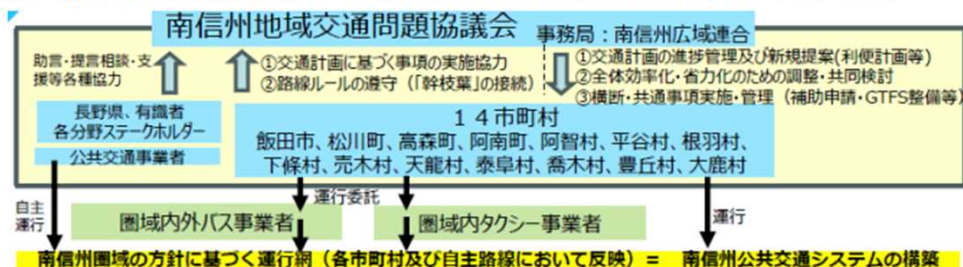 南信州地域交通問題協議会
事務局：南信州広域連合
助言・提言相談・支
援等各種協力
①交通計画に基づく事項の実施協力
②路線ルールの遵守（「幹枝葉」の接続）
①交通計画の進捗管理及び新規提案(利便計画等)
②全体効率化・省力化のための調整・共同検討
③横断・共通事項実施・管理（補助申請・GTFS整備等）
長野県、有識者
各分野ステークホルダー
公共交通事業者
１４市町村
飯田市、松川町、高森町、阿南町、阿智村、平谷村、根羽村、
下條村、売木村、天龍村、泰阜村、喬木村、豊丘村、大鹿村
自主
運行
運行委託
運行
圏域内外バス事業者
圏域内タクシー事業者
南信州圏域の方針に基づく運行網（各市町村及び自主路線において反映）＝ 南信州公共交通システムの構築